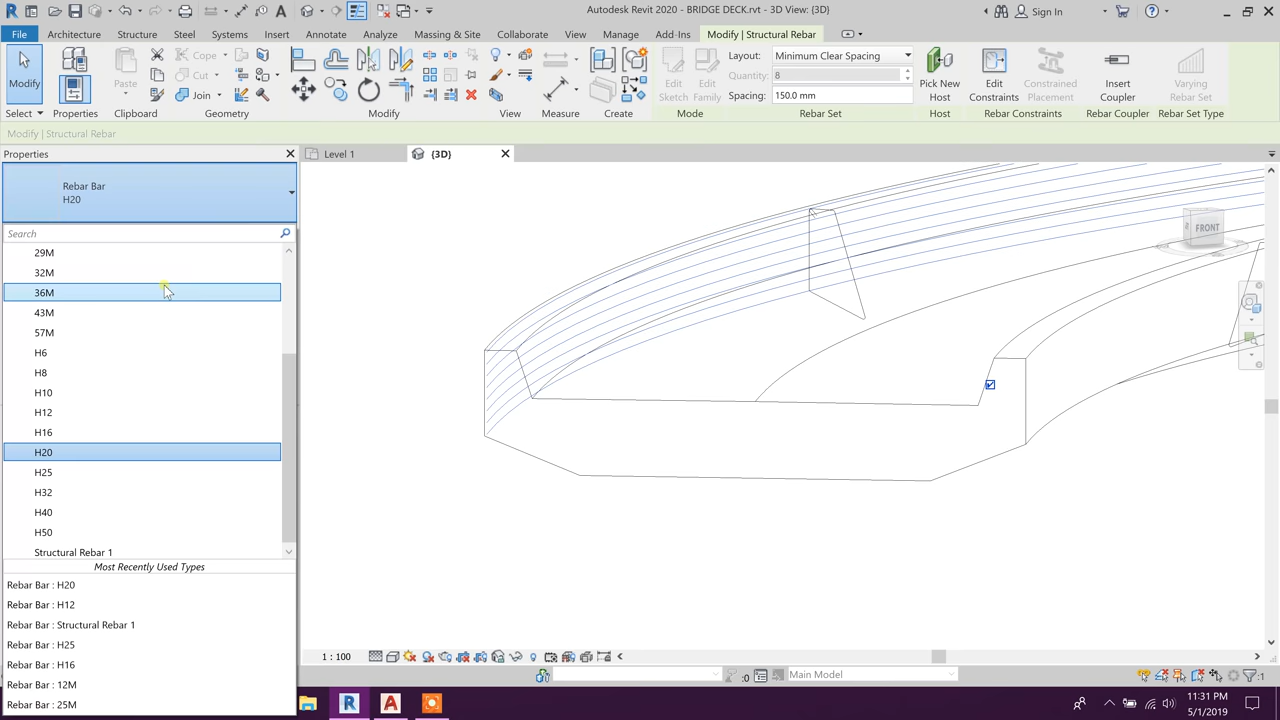 Autodesk Revit 2020 - BRIDGE DECK.rvt - 3D View: {3D}
Sign In
File Architecture Structure Steel Systems Insert Annotate Analyze Massing & Site Collaborate View Manage Add-Ins Modify | Structural Rebar
Modify
Select
Properties
Paste
Clipboard
Cope
Cut
Join
Geometry
Modify
View
Measure
Create
Edit
Sketch
Edit
Family
Mode
Layout: Minimum Clear Spacing
Quantity: 8
Spacing: 150.0 mm
Rebar Set
Pick New
Host
Host
Edit
Constraints
Constrained
Placement
Rebar Constraints
Insert
Coupler
Rebar Coupler
Varying
Rebar Set
Rebar Set Type
Modify | Structural Rebar
Properties
Level 1
{3D}
Rebar Bar
H20
Search
29M
32M
36M
43M
57M
H6
H8
H10
H12
H16
H20
H25
H32
H40
H50
Structural Rebar 1
Most Recently Used Types
Rebar Bar : H20
Rebar Bar : H12
Rebar Bar : Structural Rebar 1
Rebar Bar : H25
Rebar Bar : H16
Rebar Bar : 12M
Rebar Bar : 25M
FRONT
1 : 100
:0
Main Model
:1
11:31 PM
5/1/2019